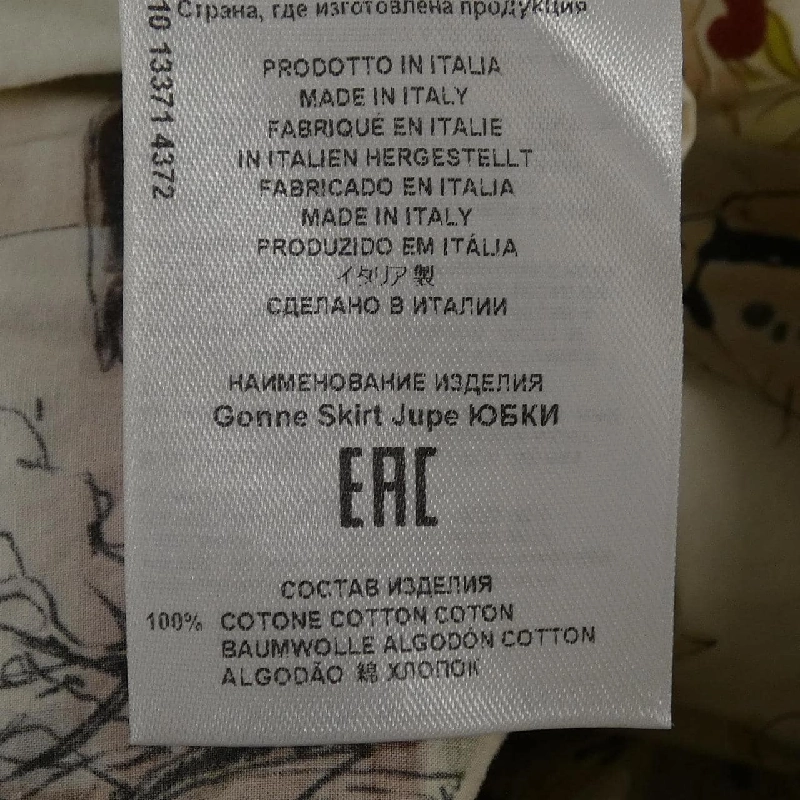 Страна, где изготовлена продукция
10 13371 4372
PRODOTTO IN ITALIA
MADE IN ITALY
FABRIQUÉ EN ITALIE
IN ITALIEN HERGESTELLT
FABRICADO EN ITALIA
MADE IN ITALY
PRODUZIDO EM ITÁLIA
イタリア製
СДЕЛАНО В ИТАЛИИ
НАИМЕНОВАНИЕ ИЗДЕЛИЯ
Gonne Skirt Jupe ЮБКИ
EAC
СОСТАВ ИЗДЕЛИЯ
100% COTONE COTTON COTON
BAUMWOLLE ALGODÓN COTTON
ALGODÃO 綿 ХЛОПОК